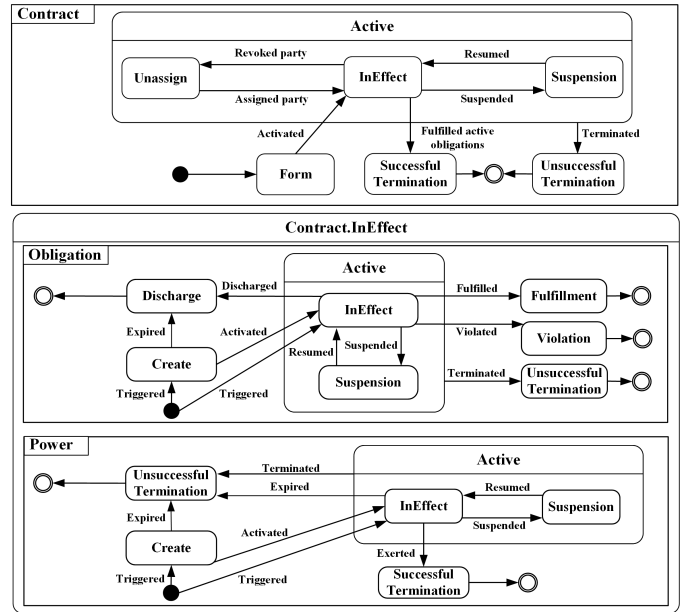 Contract
Active
Revoked party
Resumed
Unassign
InEffect
Suspension
Assigned party
Suspended
Activated
Fulfilled active
obligations
Terminated
Form
Successful
Termination
Unsuccessful
Termination
Contract.InEffect
Obligation
Active
Discharge
Discharged
Fulfilled
Fulfillment
InEffect
Expired
Activated
Violated
Violation
Resumed
Suspended
Create
Terminated
Unsuccessful
Termination
Suspension
Triggered
Triggered
Power
Active
Unsuccessful
Termination
Terminated
Expired
Resumed
InEffect
Suspension
Expired
Activated
Suspended
Create
Exerted
Triggered
Triggered
Successful
Termination